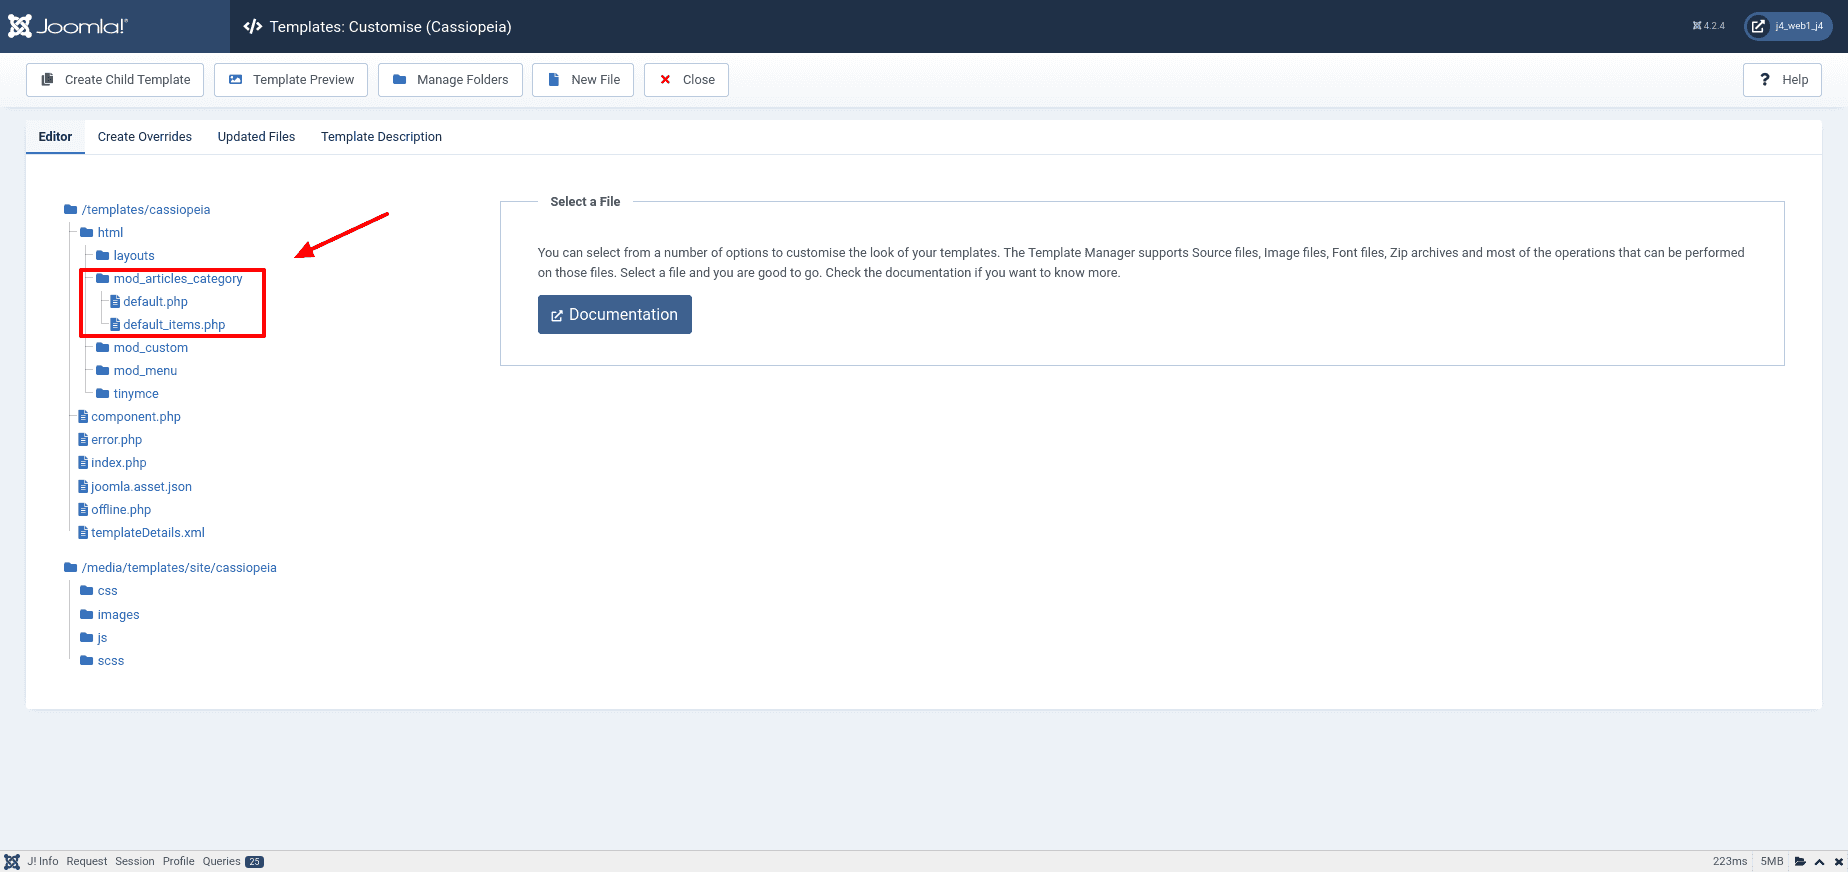 Joomla!®
Templates: Customise (Cassiopeia)
4.2.4
j4_web1_j4
Create Child Template
Template Preview
Manage Folders
New File
Close
? Help
Editor
Create Overrides
Updated Files
Template Description
/templates/cassiopeia
html
layouts
mod_articles_category
default.php
default_items.php
mod_custom
mod_menu
tinymce
component.php
error.php
index.php
joomla.asset.json
offline.php
templateDetails.xml
/media/templates/site/cassiopeia
css
images
js
scss
Select a File
You can select from a number of options to customise the look of your templates. The Template Manager supports Source files, Image files, Font files, Zip archives and most of the operations that can be performed
on those files. Select a file and you are good to go. Check the documentation if you want to know more.
Documentation
J! Info Request Session Profile Queries 25
223ms 5MB